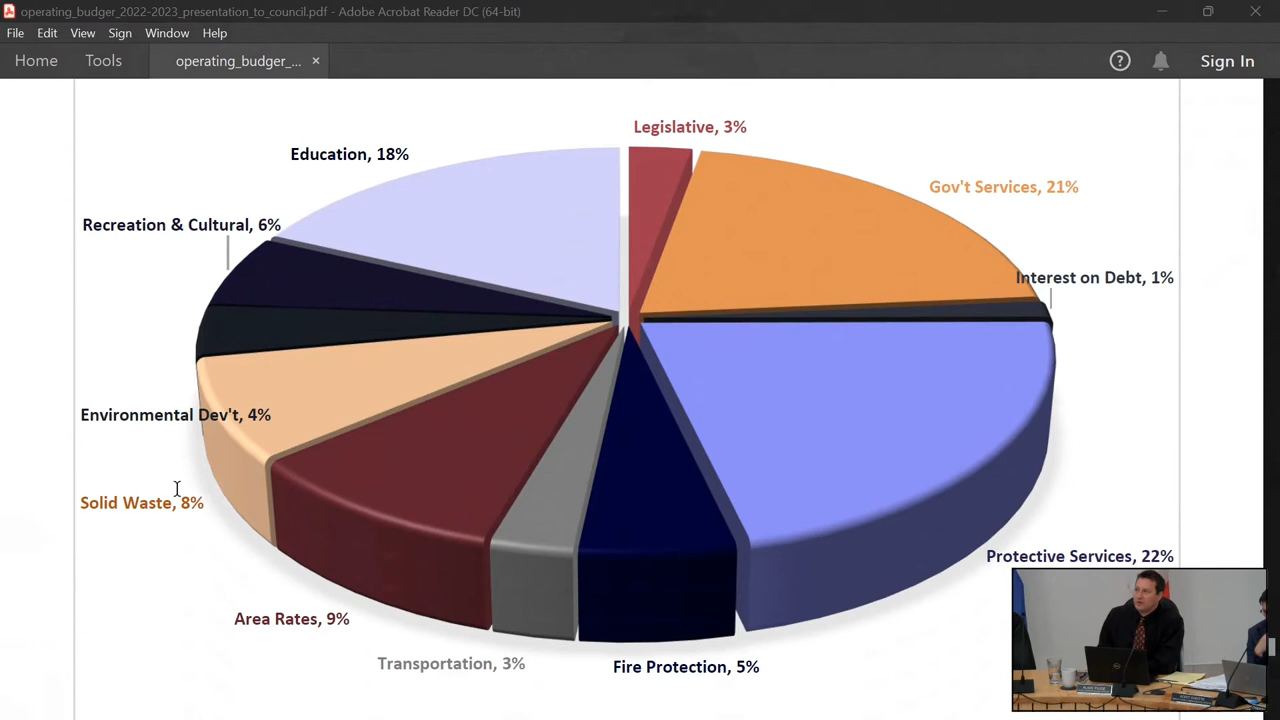 operating_budget_2022-2023_presentation_to_council.pdf - Adobe Acrobat Reader DC (64-bit)
File Edit View Sign Window Help
Home Tools operating_budger_... × ? Sign In
Legislative, 3%
Education, 18%
Gov't Services, 21%
Recreation & Cultural, 6%
Interest on Debt, 1%
Environmental Dev't, 4%
Solid Waste, 8%
Protective Services, 22%
Area Rates, 9%
Transportation, 3%
Fire Protection, 5%